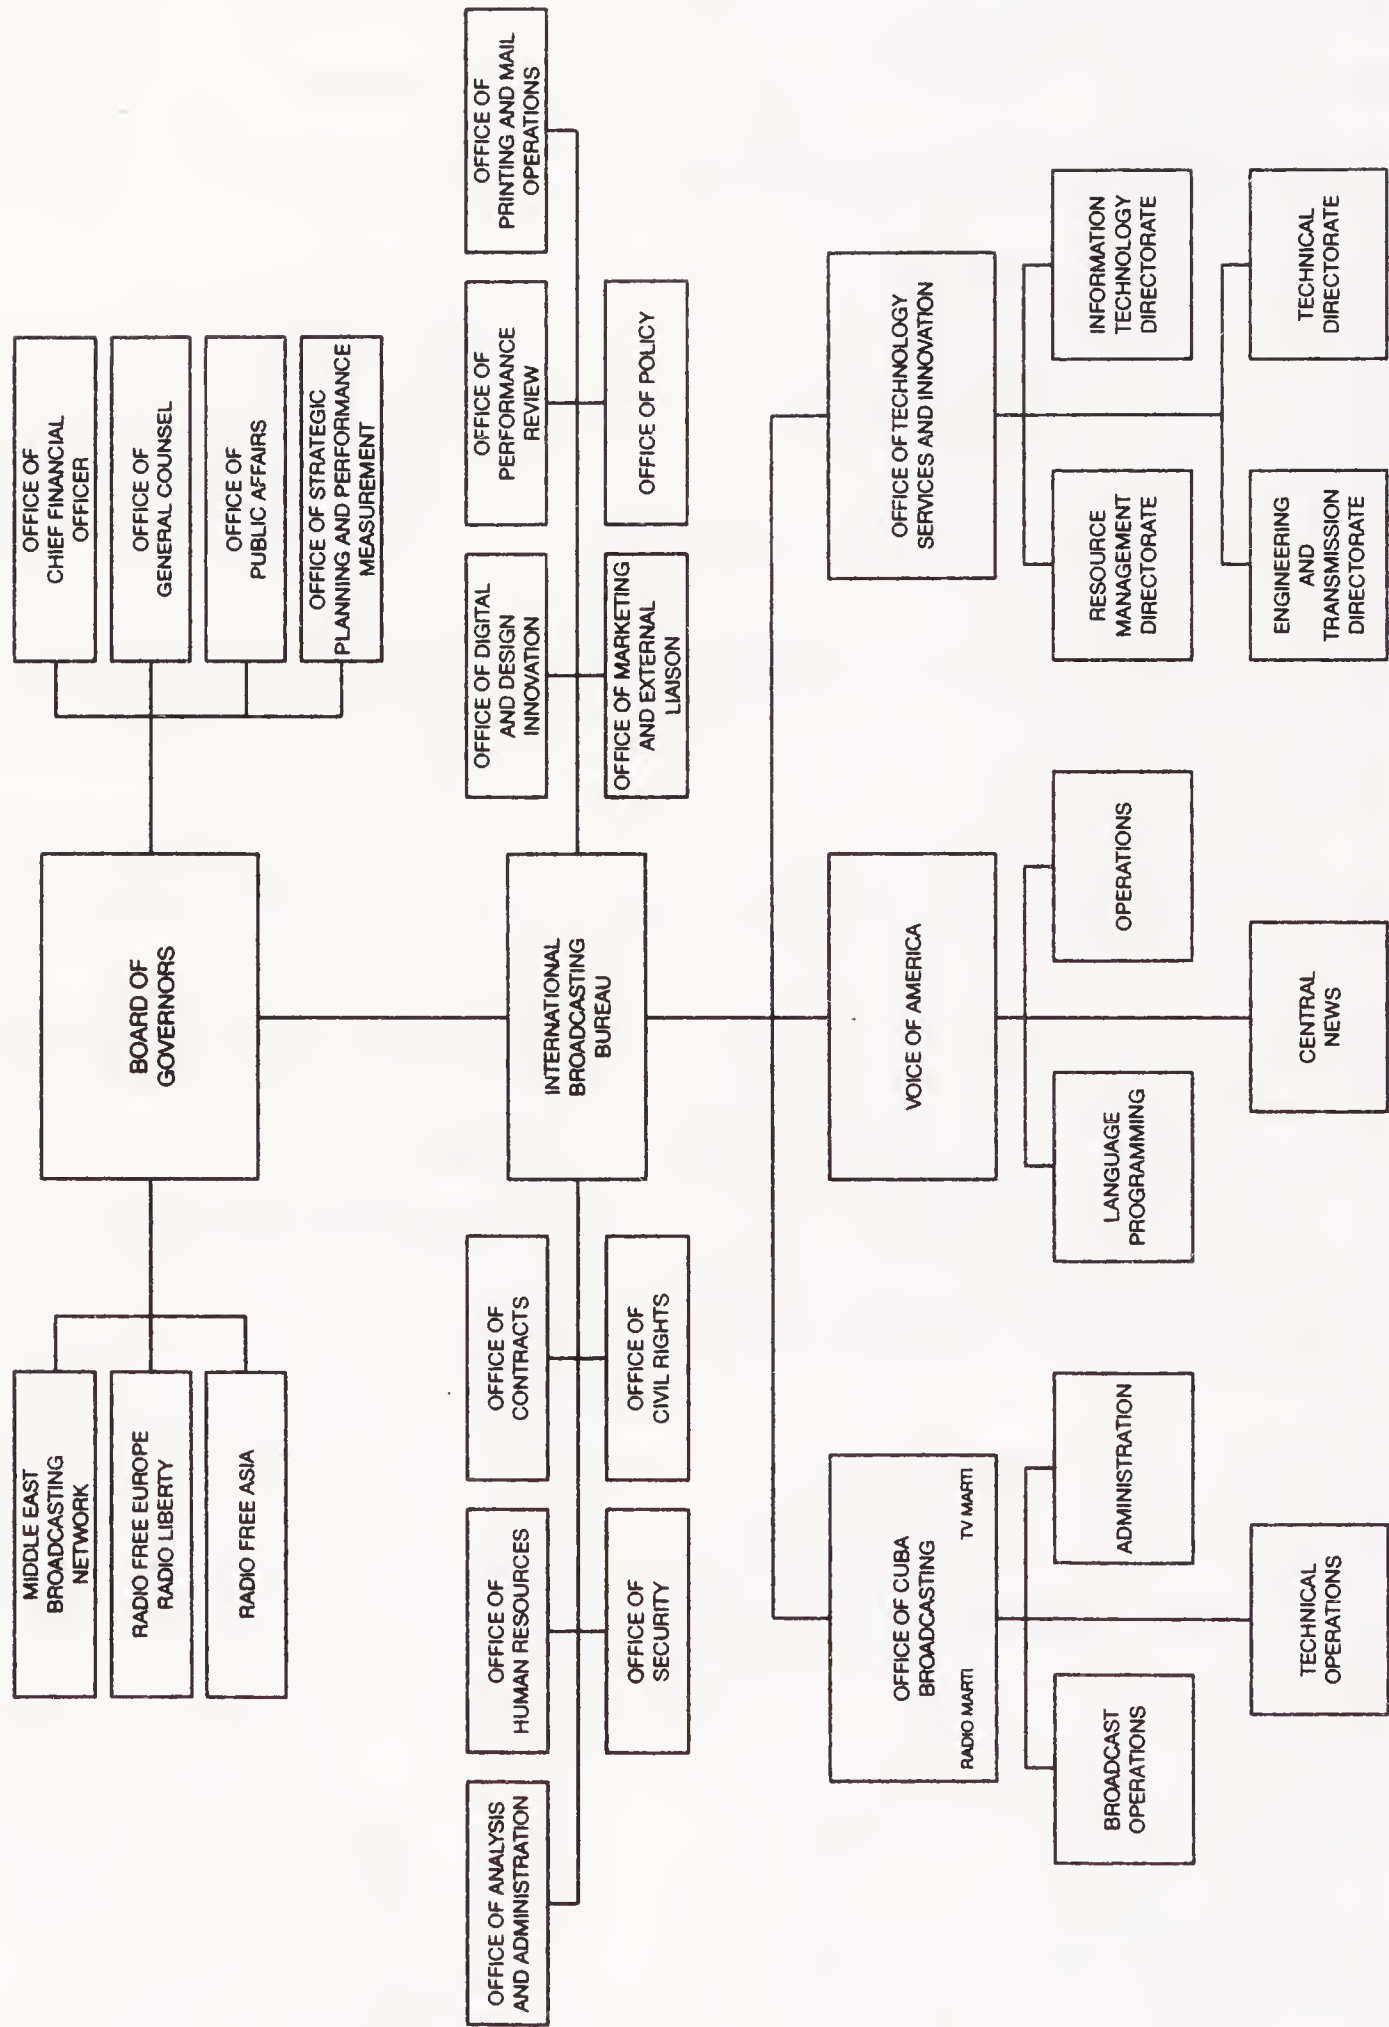 MIDDLE EAST
BROADCASTING
NETWORK
RADIO FREE EUROPE
RADIO LIBERTY
RADIO FREE ASIA
BOARD OF
GOVERNORS
OFFICE OF
CHIEF FINANCIAL
OFFICER
OFFICE OF
GENERAL COUNSEL
OFFICE OF
PUBLIC AFFAIRS
OFFICE OF STRATEGIC
PLANNING AND PERFORMANCE
MEASUREMENT
OFFICE OF ANALYSIS
AND ADMINISTRATION
OFFICE OF
HUMAN RESOURCES
OFFICE OF
CONTRACTS
OFFICE OF
SECURITY
OFFICE OF
CIVIL RIGHTS
INTERNATIONAL
BROADCASTING
BUREAU
OFFICE OF DIGITAL
AND DESIGN
INNOVATION
OFFICE OF
PERFORMANCE
REVIEW
OFFICE OF
PRINTING AND MAIL
OPERATIONS
OFFICE OF MARKETING
AND EXTERNAL
LIAISON
OFFICE OF POLICY
OFFICE OF CUBA
BROADCASTING
RADIO MARTI TV MARTI
BROADCAST
OPERATIONS
ADMINISTRATION
TECHNICAL
OPERATIONS
VOICE OF AMERICA
LANGUAGE
PROGRAMMING
OPERATIONS
CENTRAL
NEWS
OFFICE OF TECHNOLOGY
SERVICES AND INNOVATION
RESOURCE
MANAGEMENT
DIRECTORATE
INFORMATION
TECHNOLOGY
DIRECTORATE
ENGINEERING
AND
TRANSMISSION
DIRECTORATE
TECHNICAL
DIRECTORATE